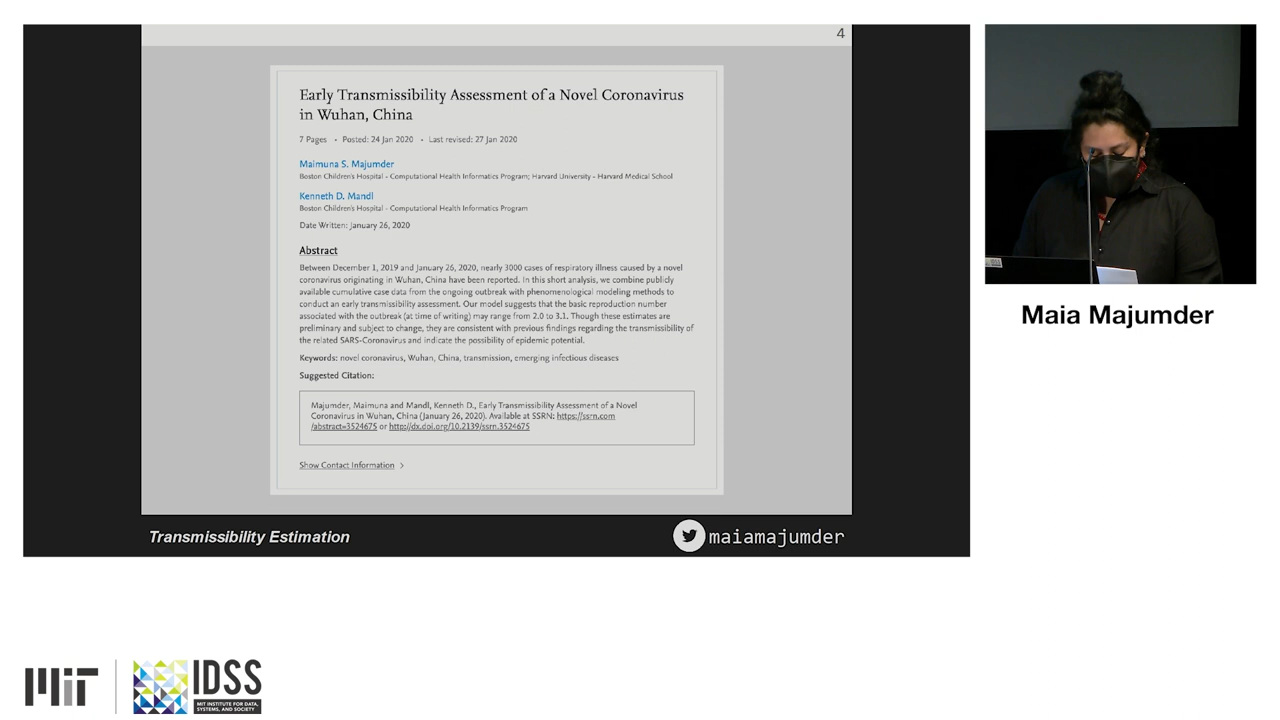 4
Early Transmissibility Assessment of a Novel Coronavirus
in Wuhan, China
7 Pages • Posted: 24 Jan 2020 • Last revised: 27 Jan 2020
Maimuna S. Majumder
Boston Children's Hospital - Computational Health Informatics Program; Harvard University - Harvard Medical School
Kenneth D. Mandl
Boston Children's Hospital - Computational Health Informatics Program
Date Written: January 26, 2020
Abstract
Between December 1, 2019 and January 26, 2020, nearly 3000 cases of respiratory illness caused by a novel
coronavirus originating in Wuhan, China have been reported. In this short analysis, we combine publicly
available cumulative case data from the ongoing outbreak with phenomenological modeling methods to
conduct an early transmissibility assessment. Our model suggests that the basic reproduction number
associated with the outbreak (at time of writing) may range from 2.0 to 3.1. Though these estimates are
preliminary and subject to change, they are consistent with previous findings regarding the transmissibility of
the related SARS-Coronavirus and indicate the possibility of epidemic potential.
Keywords: novel coronavirus, Wuhan, China, transmission, emerging infectious diseases
Suggested Citation:
Majumder, Maimuna and Mandl, Kenneth D., Early Transmissibility Assessment of a Novel
Coronavirus in Wuhan, China (January 26, 2020). Available at SSRN: https://ssrn.com
/abstract=3524675 or http://dx.doi.org/10.2139/ssrn.3524675
Show Contact Information >
Transmissibility Estimation
maiamajumder
Maia Majumder
MIT
IDSS
MIT INSTITUTE FOR DATA,
SYSTEMS, AND SOCIETY